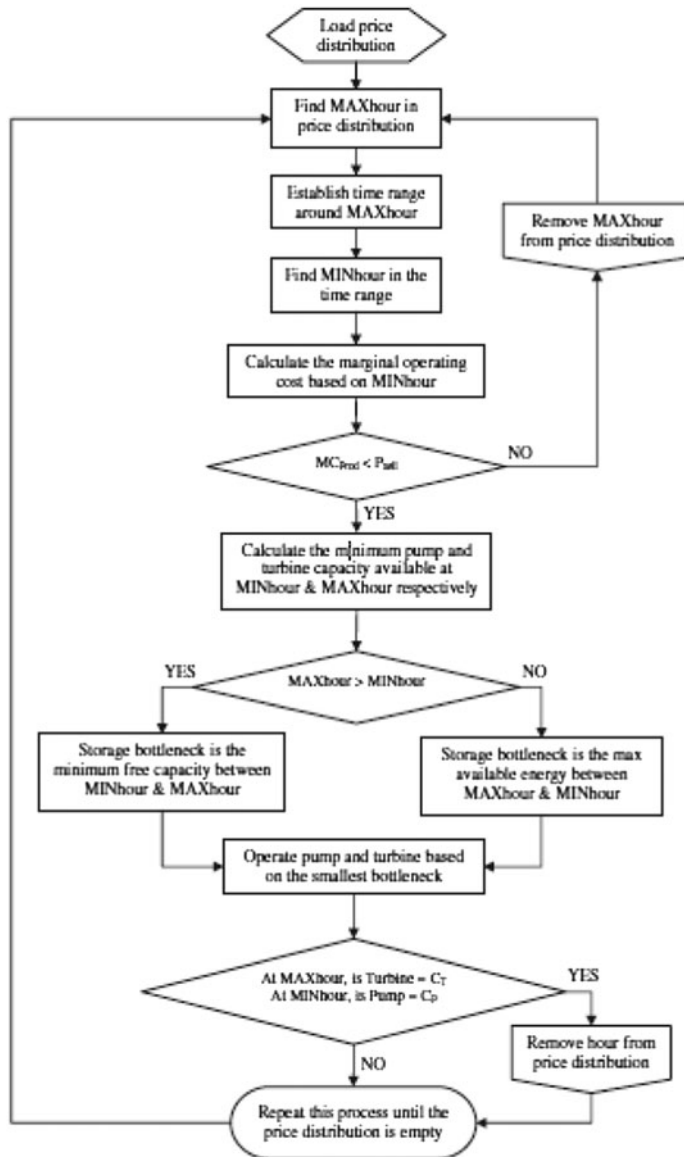 Load price
distribution
Find MAXhour in
price distribution
Establish time range
around MAXhour
Remove MAXhour
from price distribution
Find MINhour in the
time range
Calculate the marginal operating
cost based on MINhour
MCProd < Psell
NO
YES
Calculate the minimum pump and
turbine capacity available at
MINhour & MAXhour respectively
YES
MAXhour > MINhour
NO
Storage bottleneck is the
minimum free capacity between
MINhour & MAXhour
Storage bottleneck is the max
available energy between
MAXhour & MINhour
Operate pump and turbine based
on the smallest bottleneck
At MAXhour, is Turbine = CT
At MINhour, is Pump = CP
YES
Remove hour from
price distribution
NO
Repeat this process until the
price distribution is empty